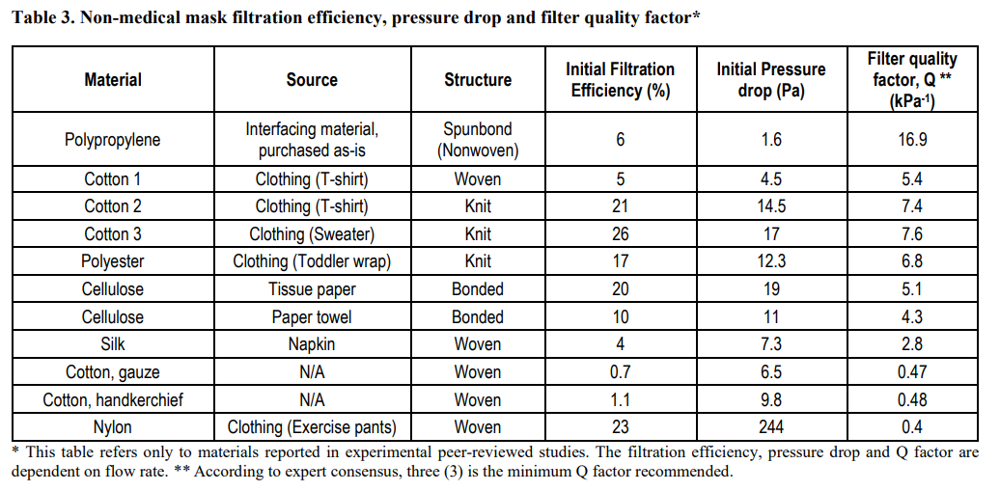 Table 3. Non-medical mask filtration efficiency, pressure drop and filter quality factor*
Material Source Structure Initial Filtration Efficiency (%) Initial Pressure drop (Pa) Filter quality factor, Q ** (kPa-1)
Polypropylene Interfacing material, purchased as-is Spunbond (Nonwoven) 6 1.6 16.9
Cotton 1 Clothing (T-shirt) Woven 5 4.5 5.4
Cotton 2 Clothing (T-shirt) Knit 21 14.5 7.4
Cotton 3 Clothing (Sweater) Knit 26 17 7.6
Polyester Clothing (Toddler wrap) Knit 17 12.3 6.8
Cellulose Tissue paper Bonded 20 19 5.1
Cellulose Paper towel Bonded 10 11 4.3
Silk Napkin Woven 4 7.3 2.8
Cotton, gauze N/A Woven 0.7 6.5 0.47
Cotton, handkerchief N/A Woven 1.1 9.8 0.48
Nylon Clothing (Exercise pants) Woven 23 244 0.4
* This table refers only to materials reported in experimental peer-reviewed studies. The filtration efficiency, pressure drop and Q factor are
dependent on flow rate. ** According to expert consensus, three (3) is the minimum Q factor recommended.